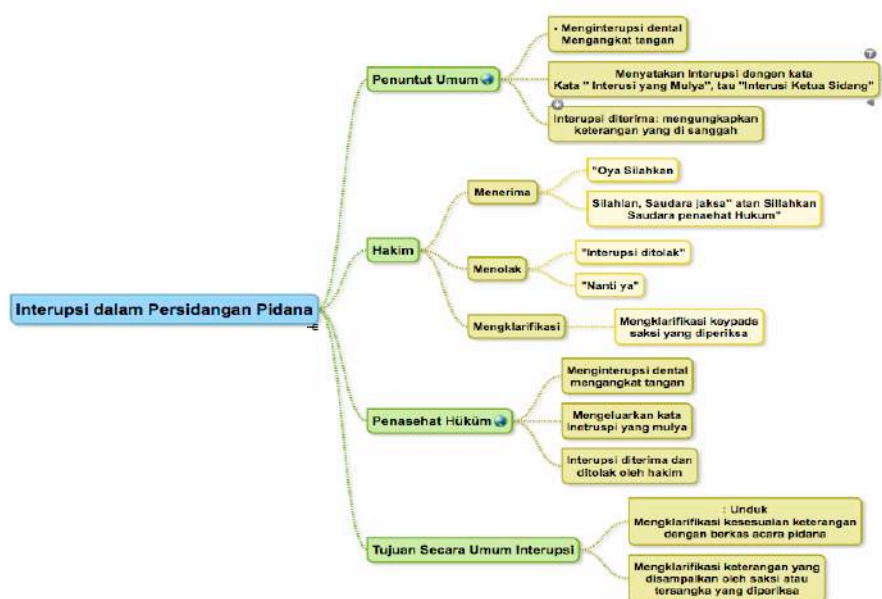 Interupsi dalam Persidangan Pidana
Penuntut Umum
- Menginterupsi dental
Mengangkat tangan
Menyatakan Interupsi dengen kata
Kata " Interusi yang Mulya", tau "Interusi Ketua Sidang"
Interupsi diterima: mengungkapkan
keterangan yang di sanggah
Hakim
Menerima
"Oya Silahkan
Silahlan, Saudara jaksa" atan Sillahkan
Saudara penaehat Hukum"
Menolak
"Interupsi ditolak"
"Nanti ya"
Mengklarifikasi
Mengklarifikasi keypada
saksi yang diperiksa
Penasehat Hüküm
Menginterupsi dental
mengangkat tangan
Mengeluarkan kata
Inetruspi yang mulya
Interupsi diterima dan
ditolak oleh hakim
Tujuan Secara Umum Interupsi
: Unduk
Mengklarifikasi kesesuaian keterangan
dengan berkas acara pidana
Mengklarifikasi keterangan yang
disampaikan oleh saksi atau
tersangka yang diperiksa